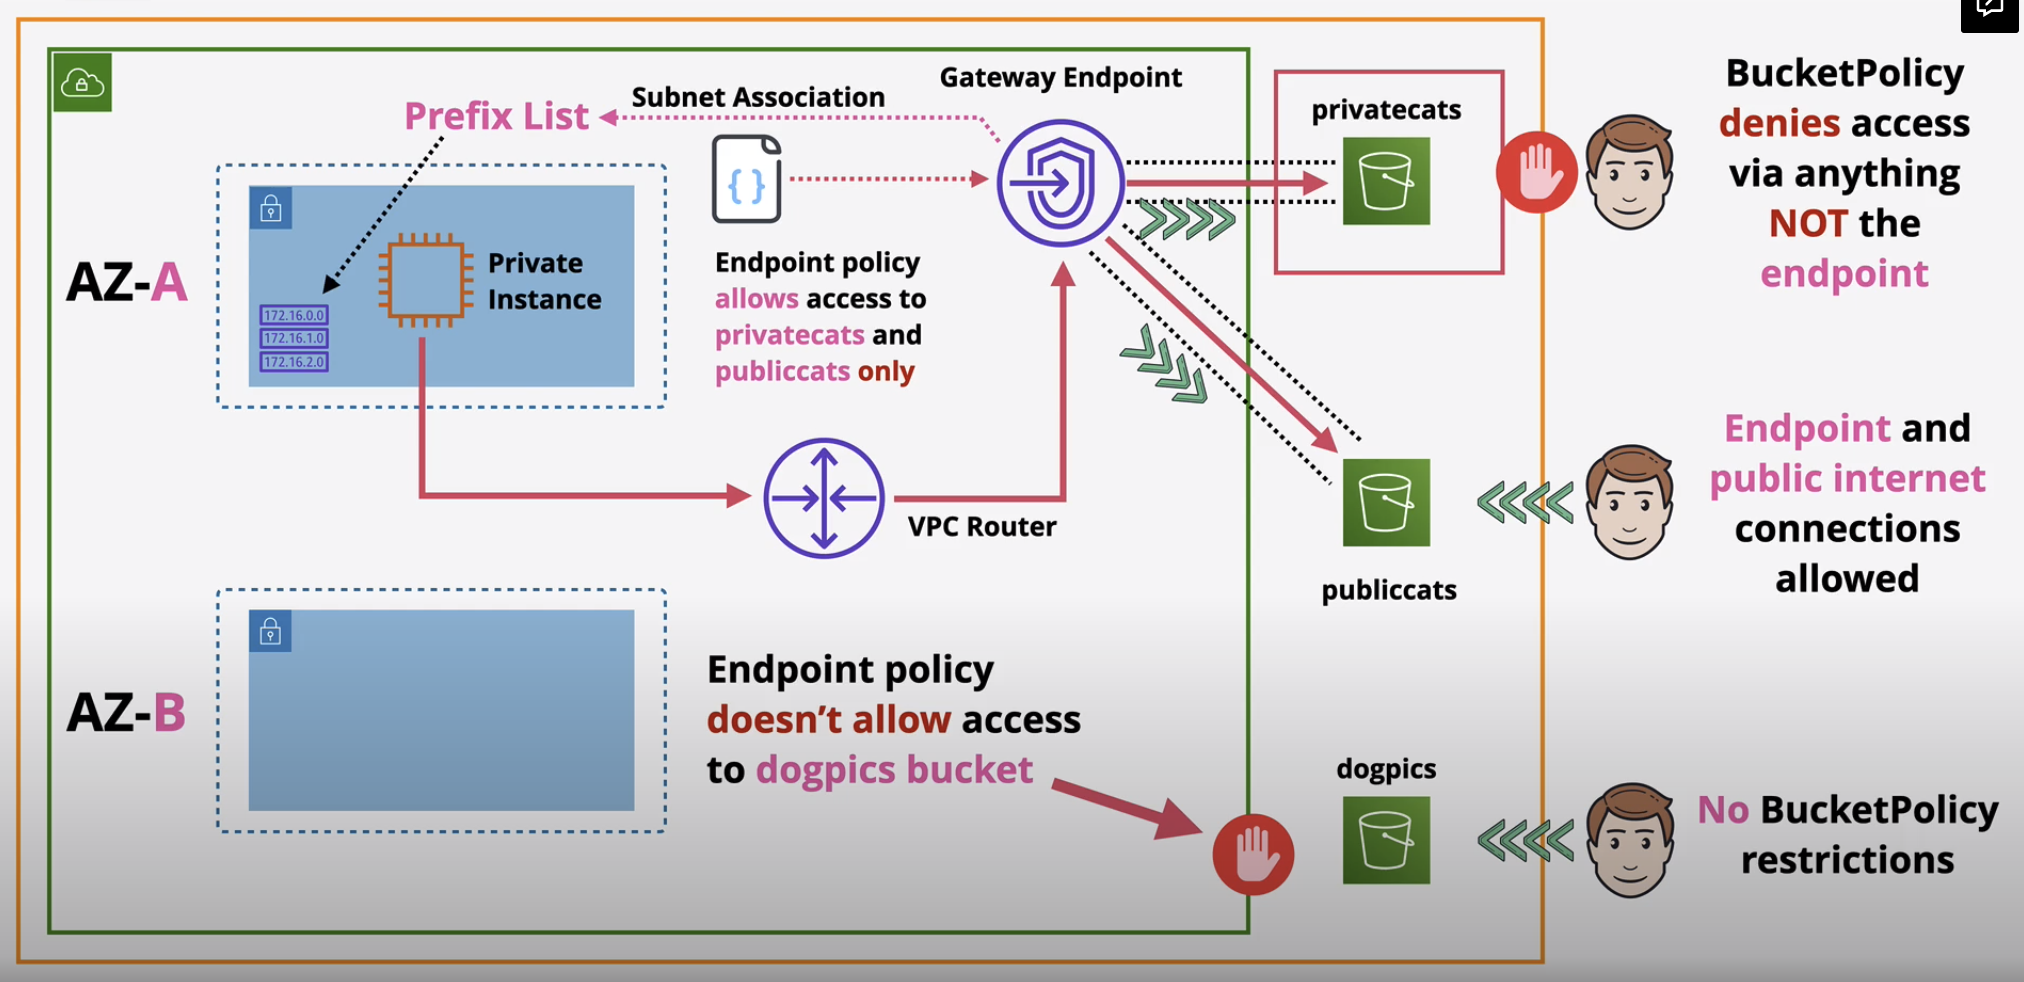 Gateway Endpoint
Subnet Association
Prefix List
privatecats
BucketPolicy
denies access
via anything
NOT the
endpoint
{ }
AZ-A
Private
Instance
172.16.0.0
172.16.1.0
172.16.2.0
Endpoint policy
allows access to
privatecats and
publiccats only
VPC Router
publiccats
Endpoint and
public internet
connections
allowed
AZ-B
Endpoint policy
doesn’t allow access
to dogpics bucket
dogpics
No BucketPolicy
restrictions